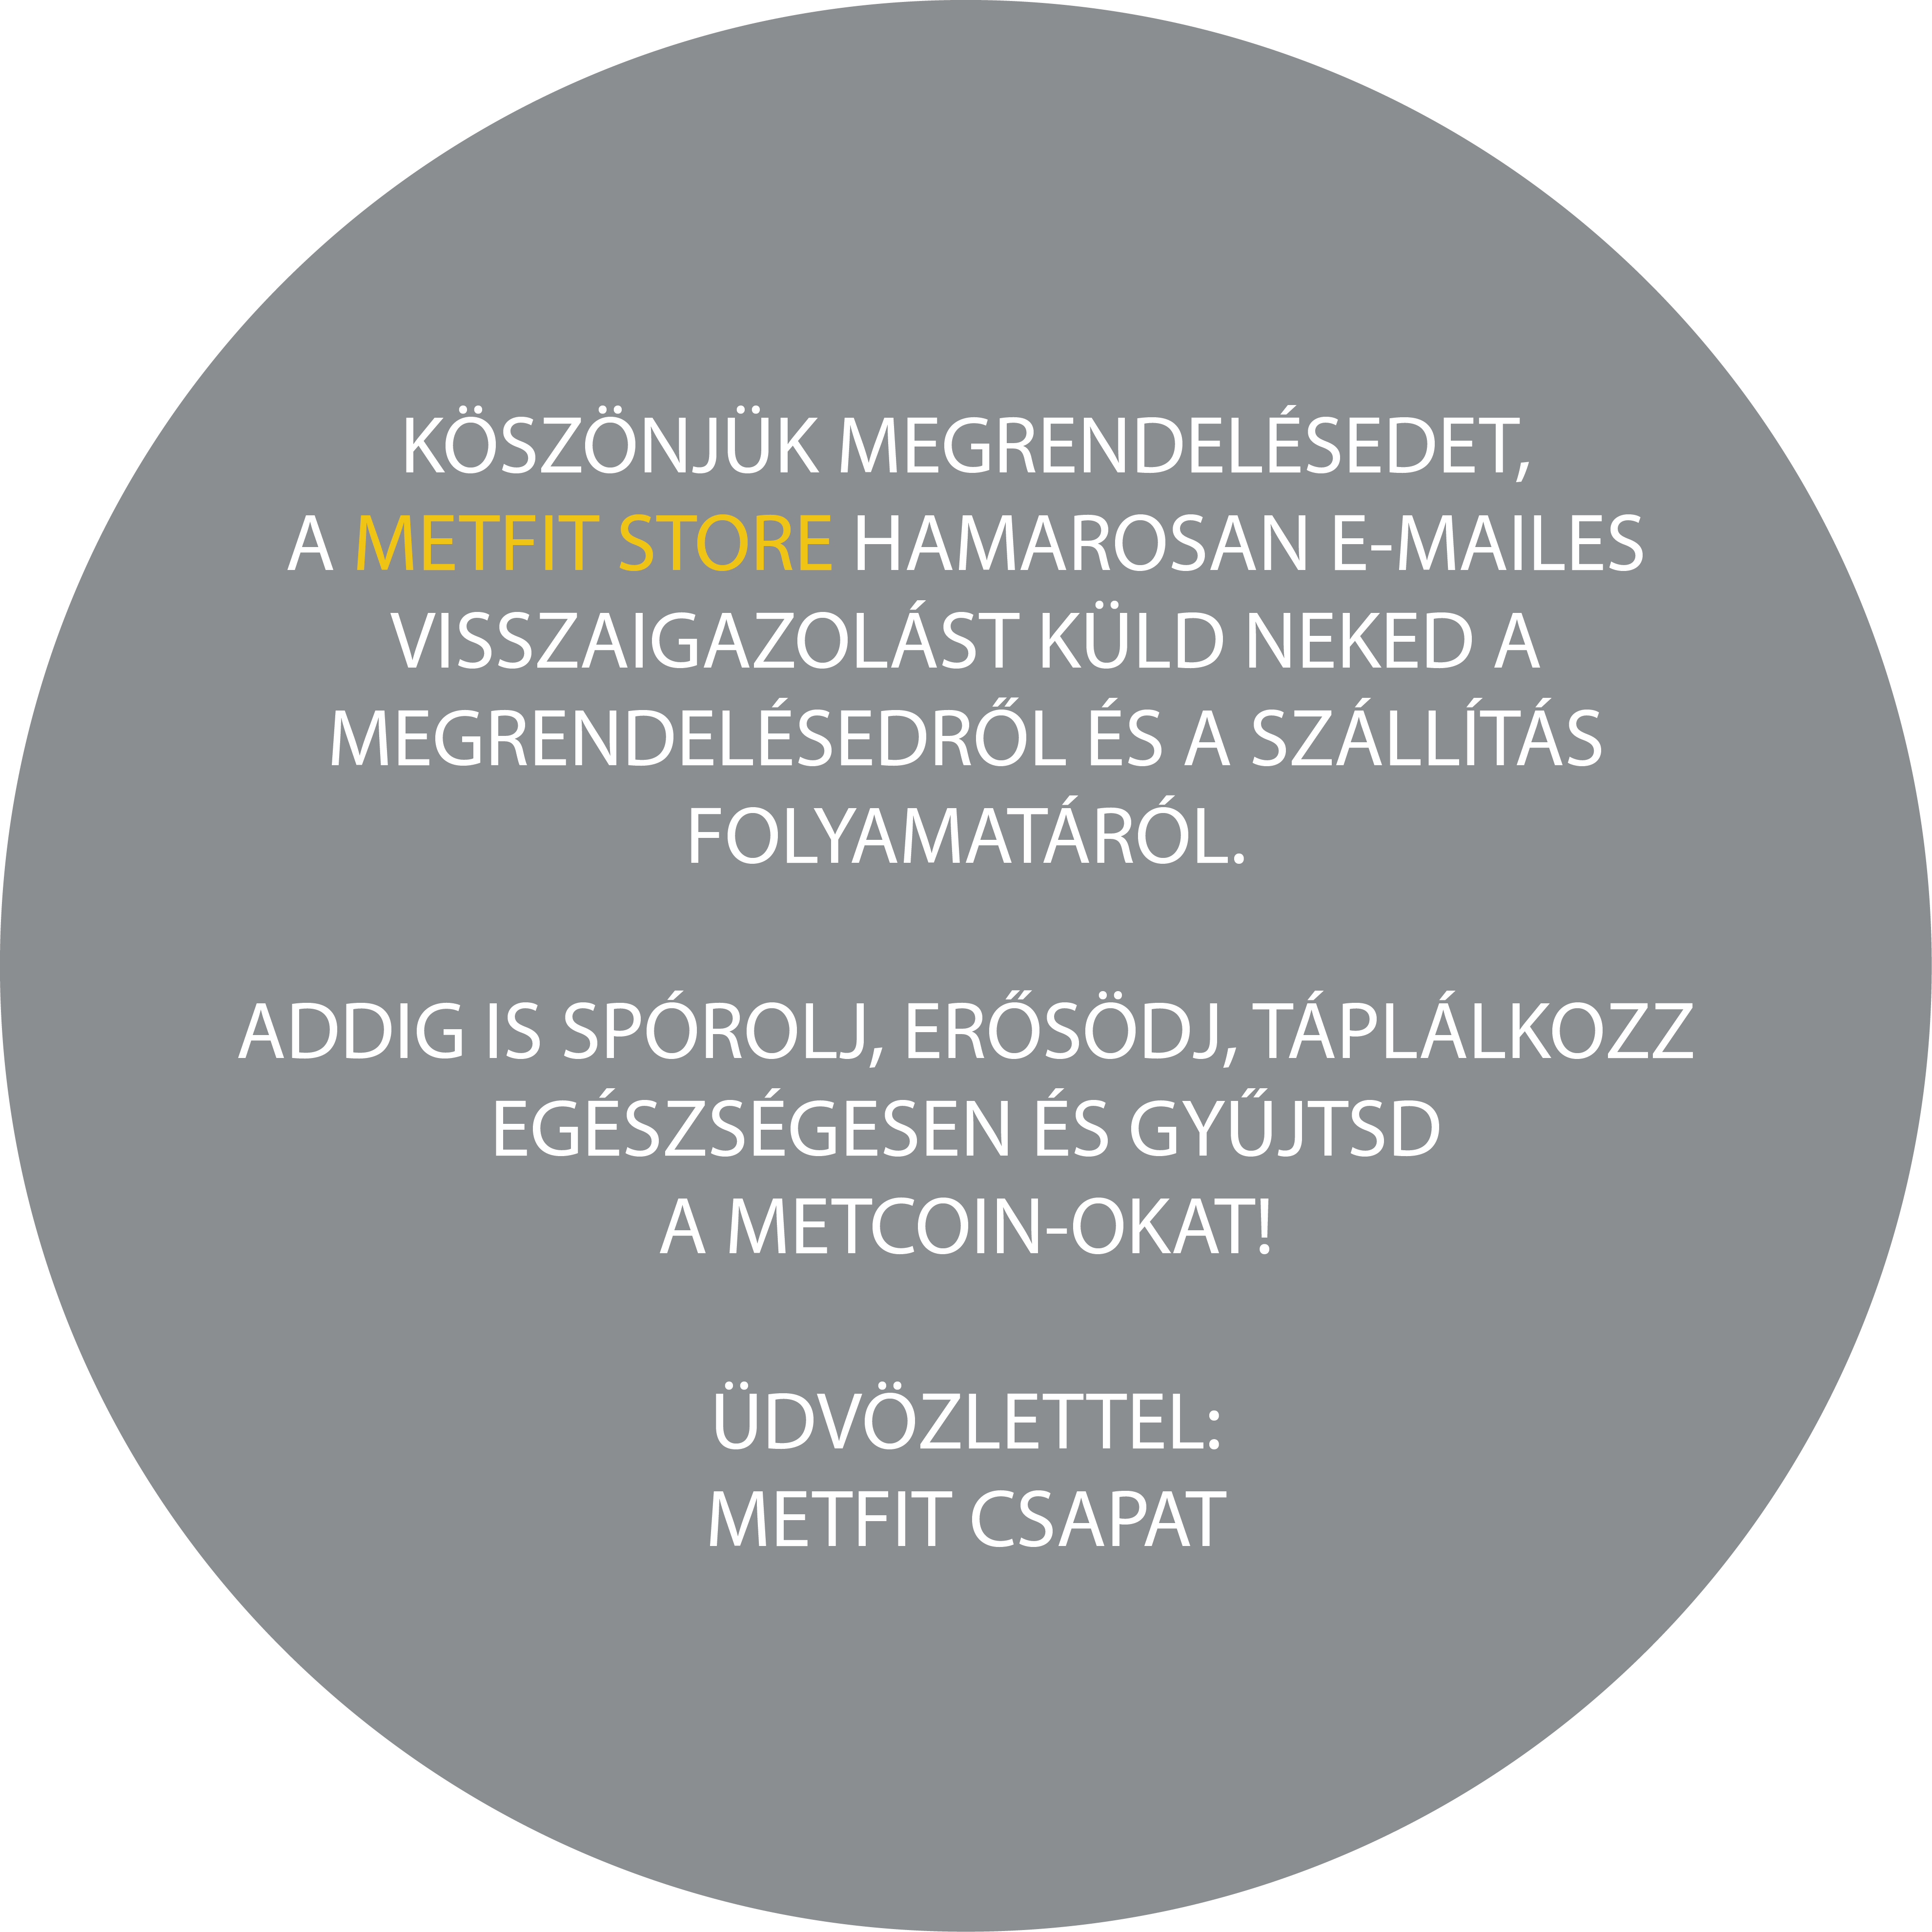 KÖSZÖNJÜK MEGRENDELÉSEDET,
A METFIT STORE HAMAROSAN E-MAILES
VISSZAIGAZOLÁST KÜLD NEKED A
MEGRENDELÉSEDRŐL ÉS A SZÁLLÍTÁS
FOLYAMATÁRÓL.
ADDIG IS SPÓROLJ, ERŐSÖDJ, TÁPLÁLKOZZ
EGÉSZSÉGESEN ÉS GYŰJTSD
A METCOIN-OKAT!
ÜDVÖZLETTEL:
METFIT CSAPAT